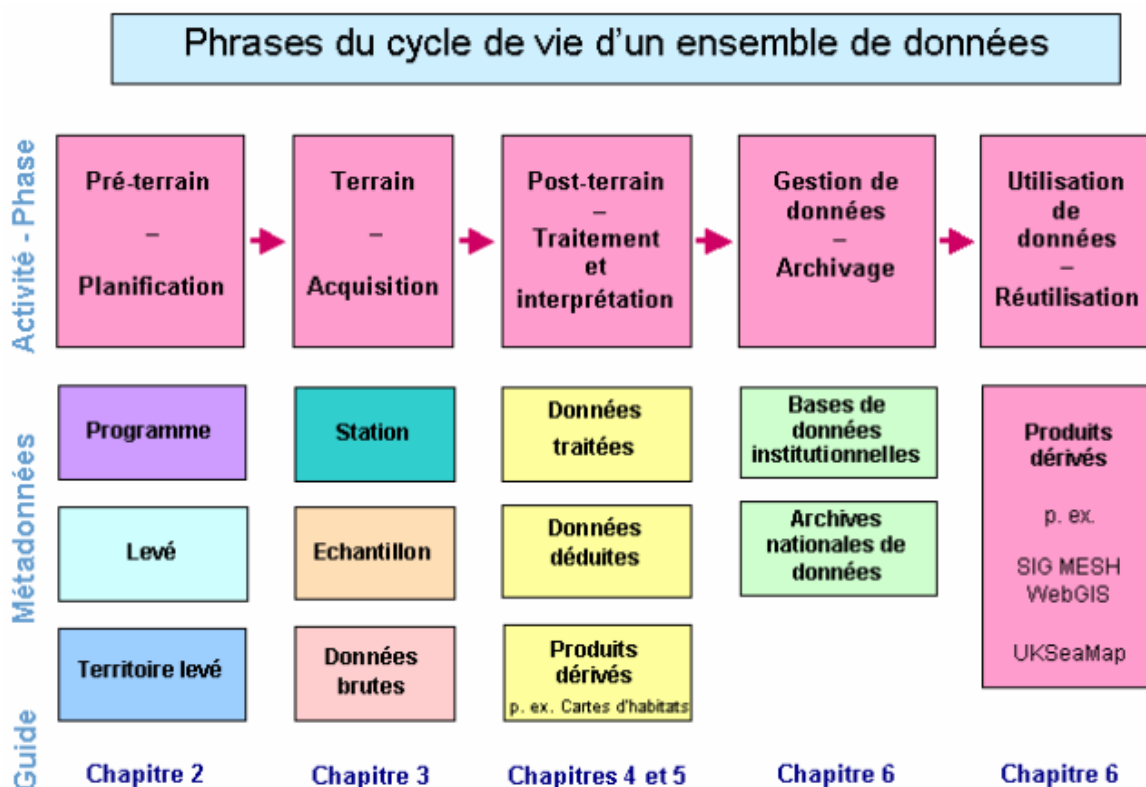 Phrases du cycle de vie d'un ensemble de données
Activité - Phase
Pré-terrain
–
Planification
Terrain
–
Acquisition
Post-terrain
–
Traitement
et
interprétation
Gestion de
données
–
Archivage
Utilisation
de
données
–
Réutilisation
Métadonnées
Programme
Levé
Territoire levé
Station
Echantillon
Données
brutes
Données
traitées
Données
déduites
Produits
dérivés
p. ex. Cartes d'habitats
Bases de
données
institutionnelles
Archives
nationales de
données
Produits
dérivés
p. ex.
SIG MESH
WebGIS
UKSeaMap
Guide
Chapitre 2
Chapitre 3
Chapitres 4 et 5
Chapitre 6
Chapitre 6